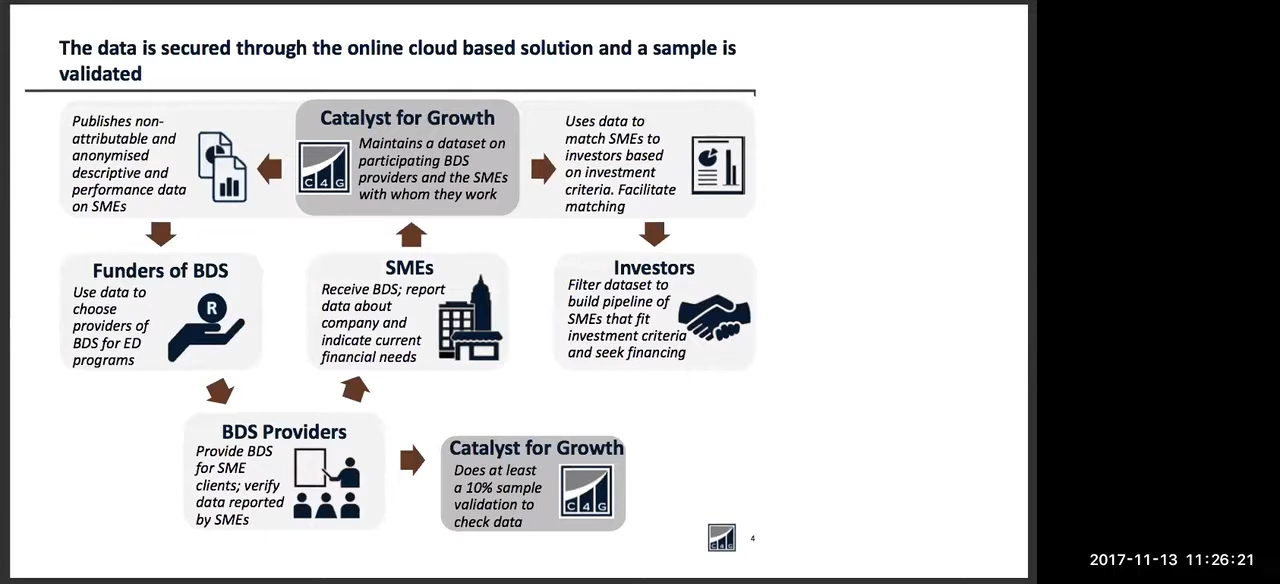 The data is secured through the online cloud based solution and a sample is
validated
Publishes non-
attributable and
anonymised
descriptive and
performance data
on SMEs
Catalyst for Growth
C 4 G
Maintains a dataset on
participating BDS
providers and the SMEs
with whom they work
Uses data to
match SMEs to
investors based
on investment
criteria. Facilitate
matching
Funders of BDS
Use data to
choose
providers of
BDS for ED
programs
R
SMEs
Receive BDS; report
data about
company and
indicate current
financial needs
Investors
Filter dataset to
build pipeline of
SMEs that fit
investment criteria
and seek financing
BDS Providers
Provide BDS
for SME
clients; verify
data reported
by SMEs
Catalyst for Growth
Does at least
a 10% sample
validation to
check data
C 4 G
C 4 G
4
2017-11-13 11:26:21